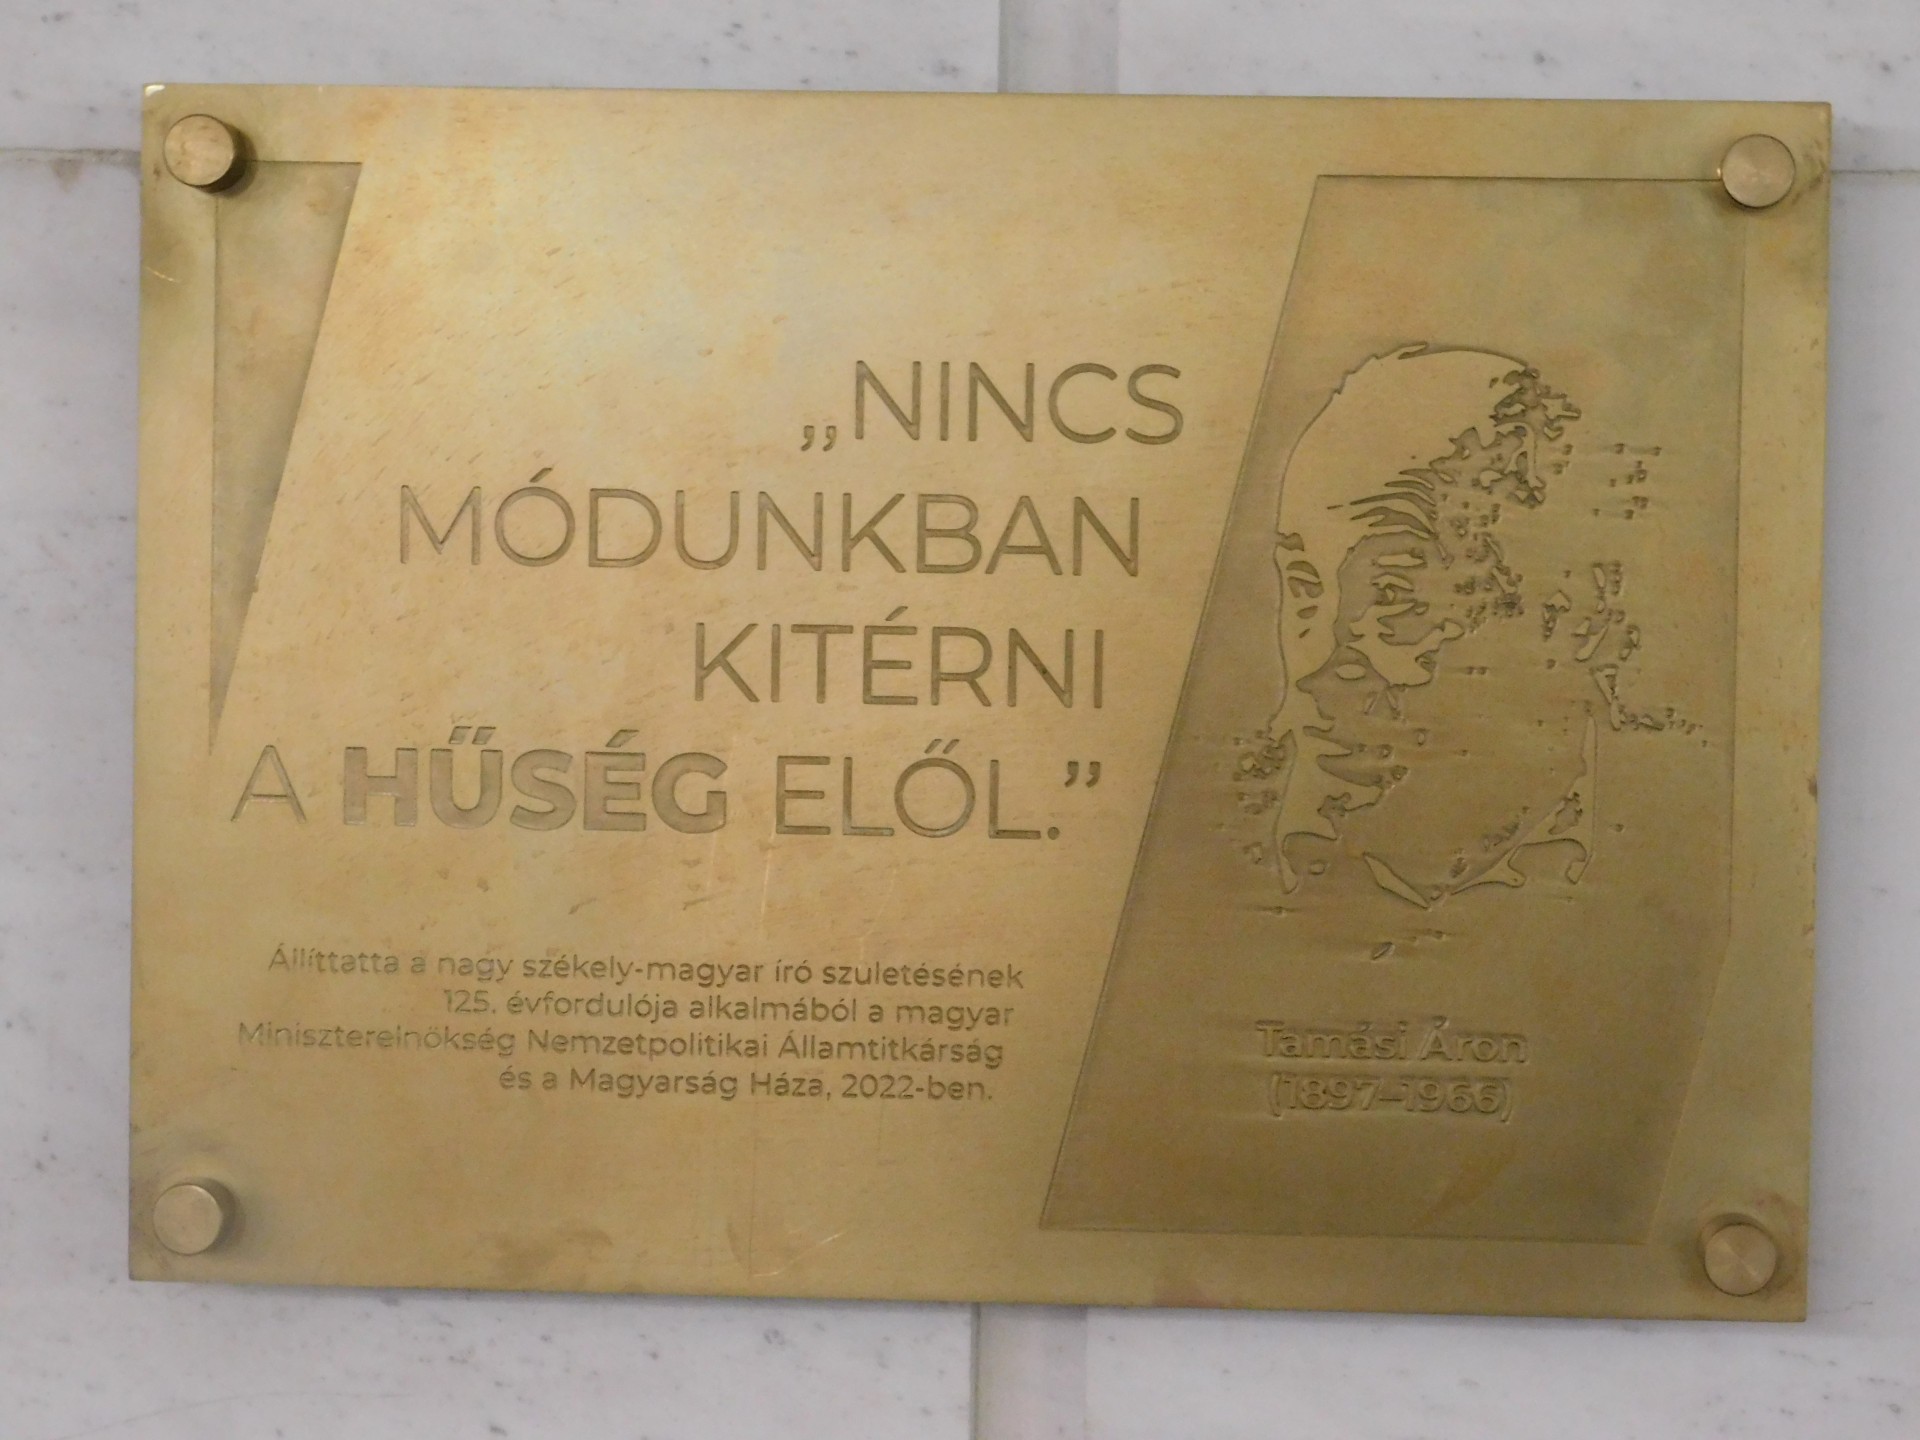 „NINCS
MÓDUNKBAN
KITÉRNI
A HŰSÉG ELŐL.”
Állíttatta a nagy székely-magyar író születésének
125. évfordulója alkalmából a magyar
Miniszterelnökség Nemzetpolitikai Államtitkárság
és a Magyarság Háza, 2022-ben.
Tamási Áron
(1897–1966)